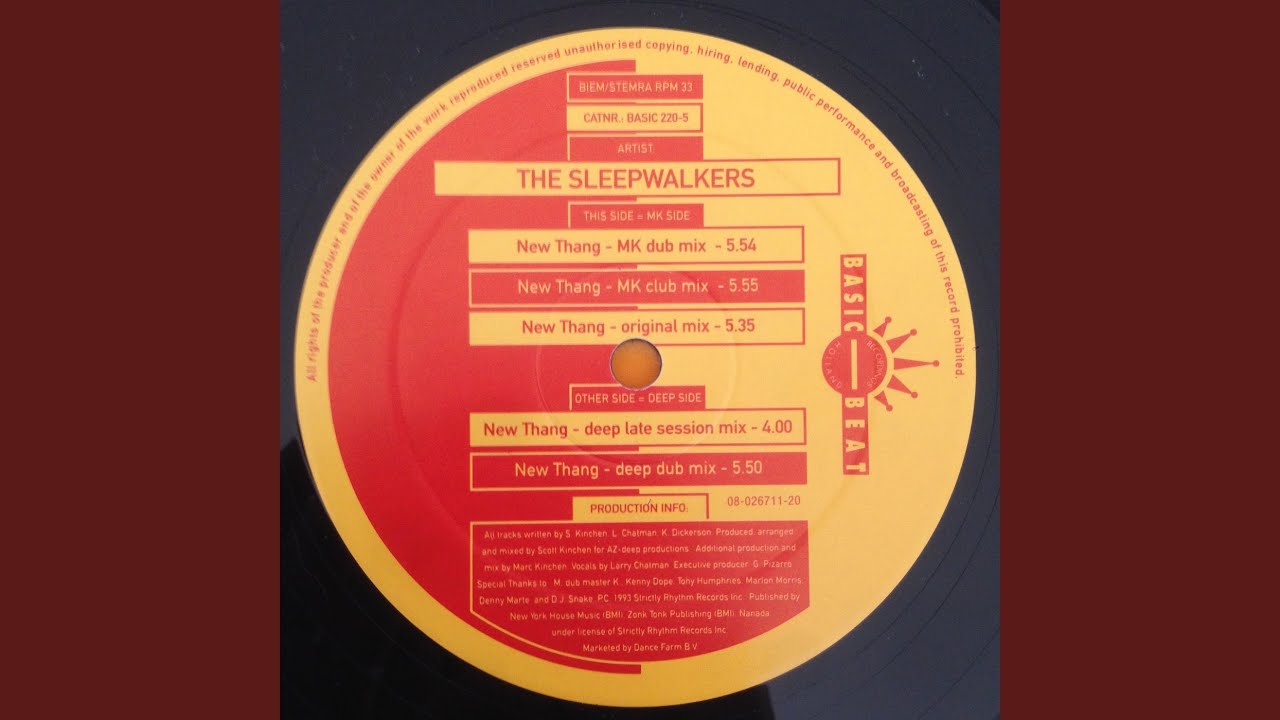 All rights of the producer and of the owner of the work reproduced reserved unauthorised copying, hiring, lending, public performance and broadcasting of this record prohibited.
BIEM/STEMRA RPM 33
CATNR.: BASIC 220-5
ARTIST:
THE SLEEPWALKERS
THIS SIDE = MK SIDE
New Thang - MK dub mix - 5.54
New Thang - MK club mix - 5.55
New Thang - original mix - 5.35
OTHER SIDE = DEEP SIDE
New Thang - deep late session mix - 4.00
New Thang - deep dub mix - 5.50
PRODUCTION INFO:
08-026711-20
All tracks written by S. Kinchen, L. Chatman, K. Dickerson. Produced, arranged
and mixed by Scott Kinchen for AZ-deep productions. Additional production and
mix by Marc Kinchen. Vocals by Larry Chatman. Executive producer: G. Pizarro
Special Thanks to: M. dub master K., Kenny Dope, Tony Humphries, Marlon Morris,
Denny Marte, and D.J. Snake. P.C. 1993 Strictly Rhythm Records Inc. Published by
New York House Music (BMI), Zonk Tonk Publishing (BMI), Nanada
under license of Strictly Rhythm Records Inc.
Marketed by Dance Farm B.V.
BASIC BEAT
RECORDINGS
HOLLAND